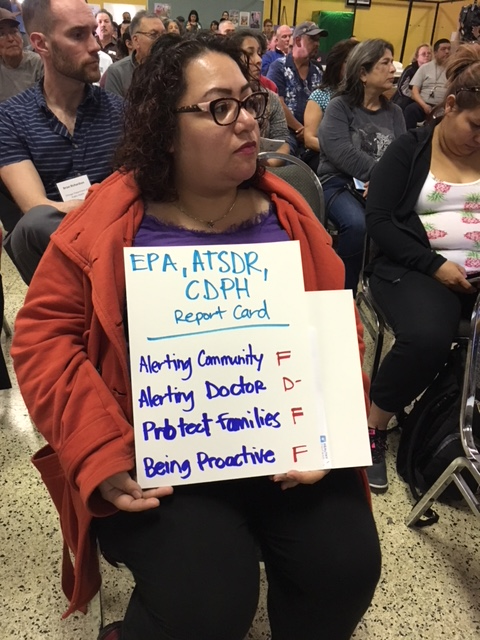 EPA, ATSDR,
CDPH
Report Card
Alerting Community F
Alerting Doctor D-
Protect Families F
Being Proactive F